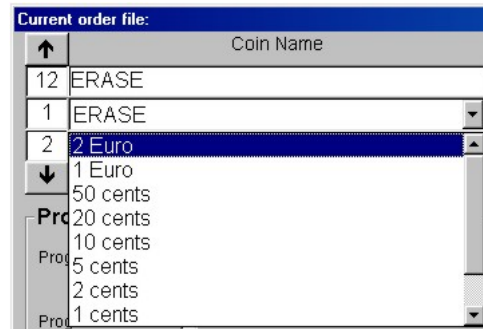 Current order file:
Coin Name
12 ERASE
1 ERASE
2 2 Euro
1 Euro
50 cents
20 cents
10 cents
5 cents
2 cents
1 cents